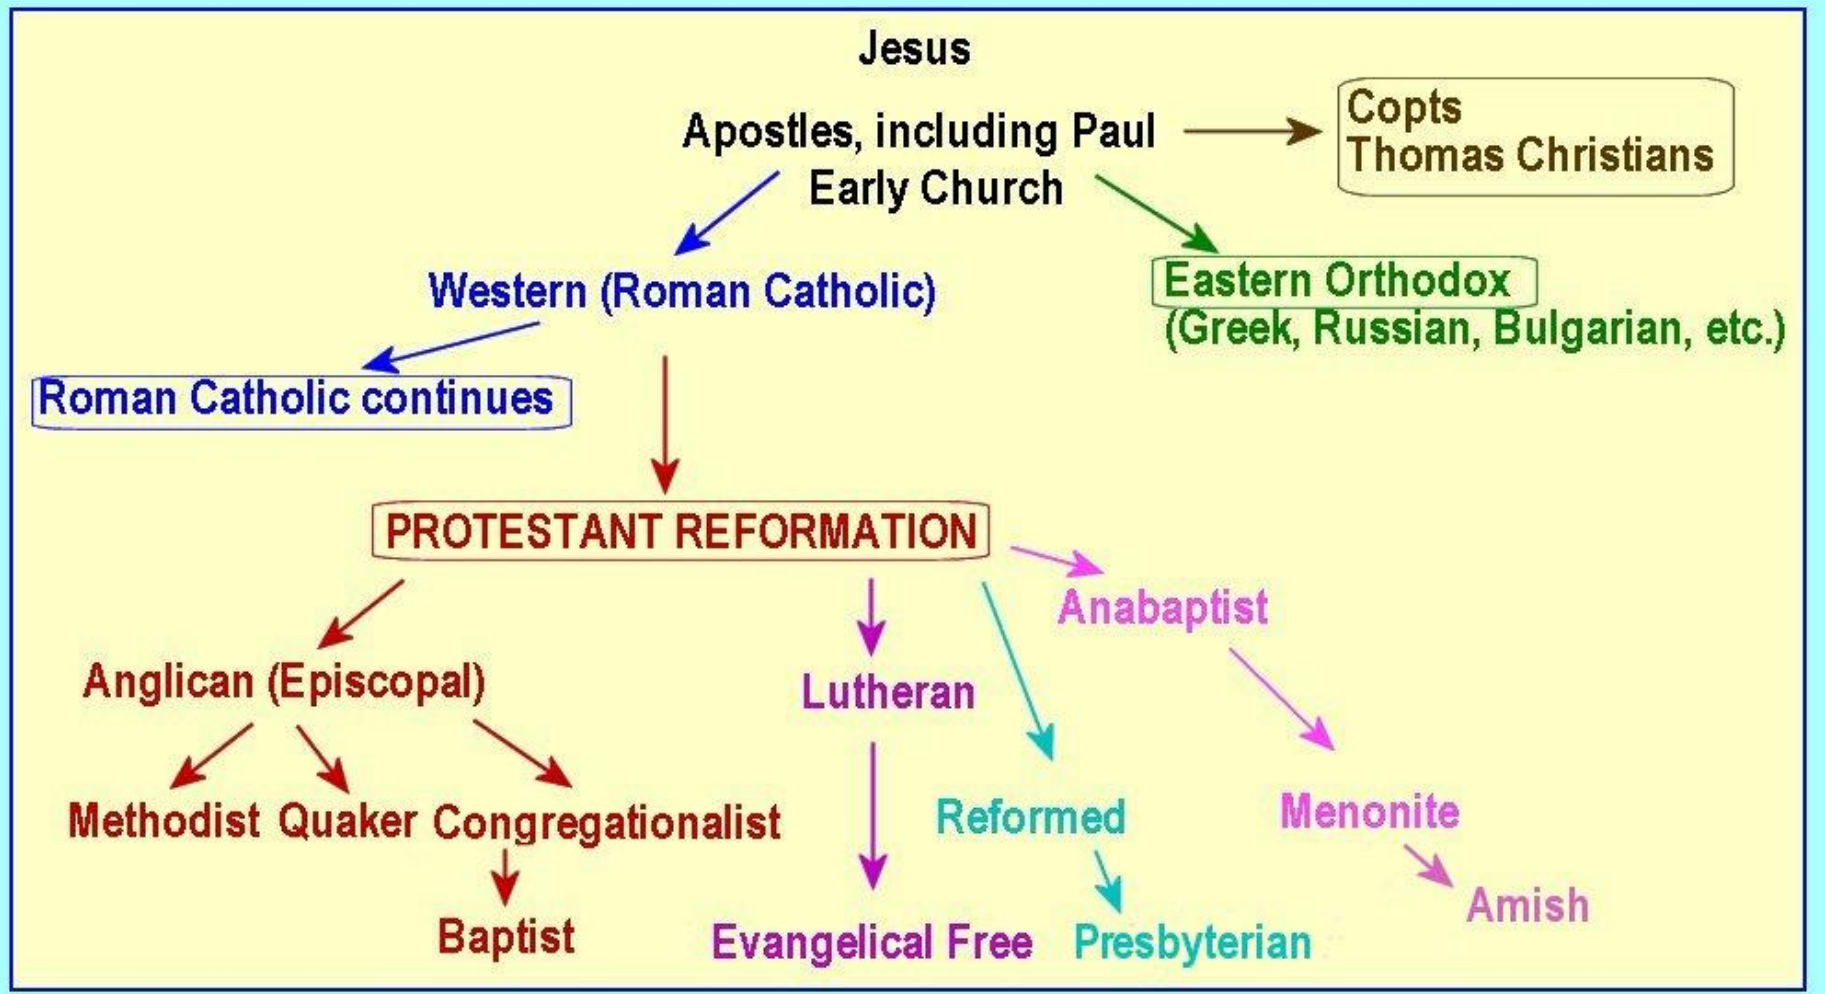 Jesus
Apostles, including Paul
Early Church
Copts
Thomas Christians
Western (Roman Catholic)
Eastern Orthodox
(Greek, Russian, Bulgarian, etc.)
Roman Catholic continues
PROTESTANT REFORMATION
Anabaptist
Anglican (Episcopal)
Lutheran
Methodist Quaker Congregationalist
Reformed
Menonite
Baptist
Evangelical Free
Presbyterian
Amish